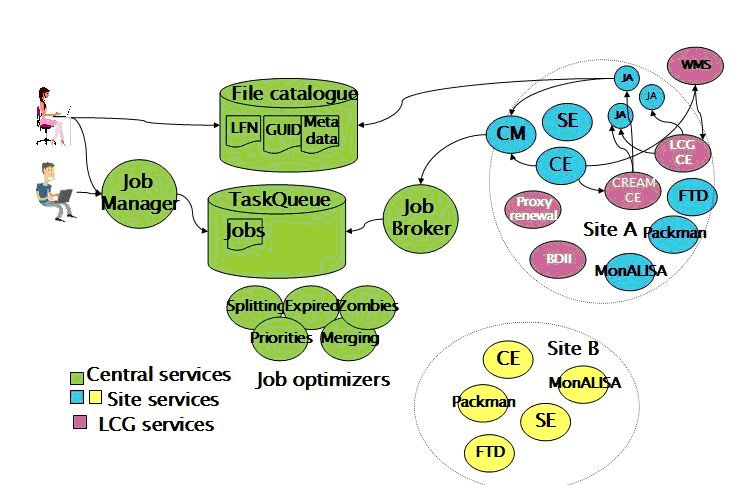 WMS
JA
JA
File catalogue
LFN
GUID
Meta
data
JA
SE
CM
LCG
CE
CE
CREAM
CE
Job
Manager
TaskQueue
Jobs
Job
Broker
Proxy
renewal
FTD
Site A
Packman
BDII
MonALISA
Splitting
Expired
Zombies
Priorities
Merging
Job optimizers
Site B
CE
MonALISA
Packman
SE
FTD
Central services
Site services
LCG services